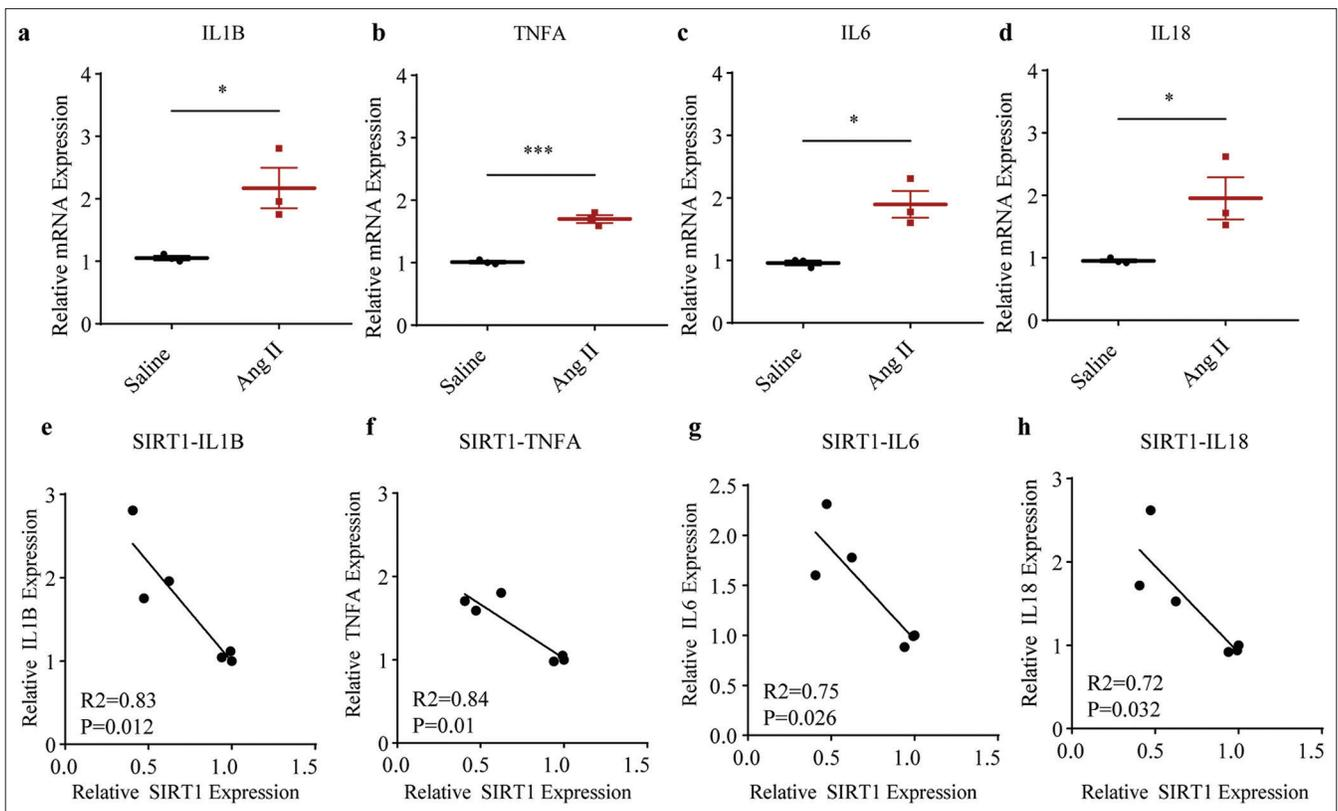 a
IL1B
Relative mRNA Expression
4
3
2
1
0
*
Saline
Ang II
b
TNFA
Relative mRNA Expression
4
3
2
1
0
***
Saline
Ang II
c
IL6
Relative mRNA Expression
4
3
2
1
0
*
Saline
Ang II
d
IL18
Relative mRNA Expression
4
3
2
1
0
*
Saline
Ang II
e
SIRT1-IL1B
Relative IL1B Expression
3
2
1
0
R2=0.83
P=0.012
0.0 0.5 1.0 1.5
Relative SIRT1 Expression
f
SIRT1-TNFA
Relative TNFA Expression
3
2
1
0
R2=0.84
P=0.01
0.0 0.5 1.0 1.5
Relative SIRT1 Expression
g
SIRT1-IL6
Relative IL6 Expression
2.5
2.0
1.5
1.0
0.5
0.0
R2=0.75
P=0.026
0.0 0.5 1.0 1.5
Relative SIRT1 Expression
h
SIRT1-IL18
Relative IL18 Expression
3
2
1
0
R2=0.72
P=0.032
0.0 0.5 1.0 1.5
Relative SIRT1 Expression